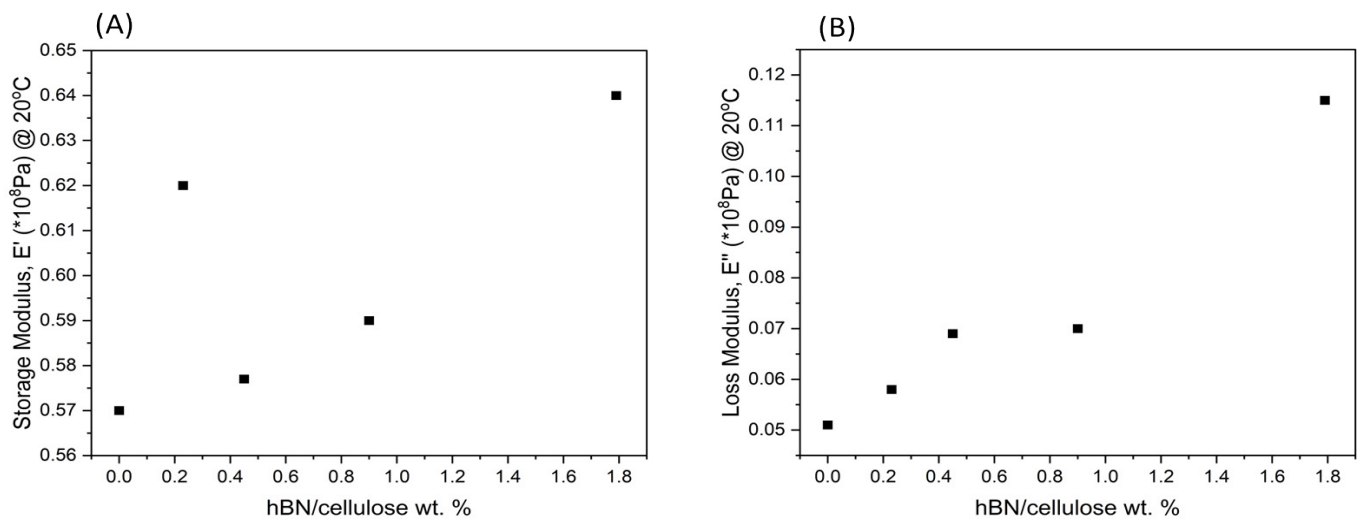 (A)
Storage Modulus, E' (*10⁸Pa) @ 20ºC
0.65
0.64
0.63
0.62
0.61
0.60
0.59
0.58
0.57
0.56
0.0 0.2 0.4 0.6 0.8 1.0 1.2 1.4 1.6 1.8
hBN/cellulose wt. %
(B)
Loss Modulus, E'' (*10⁸Pa) @ 20ºC
0.12
0.11
0.10
0.09
0.08
0.07
0.06
0.05
0.0 0.2 0.4 0.6 0.8 1.0 1.2 1.4 1.6 1.8
hBN/cellulose wt. %